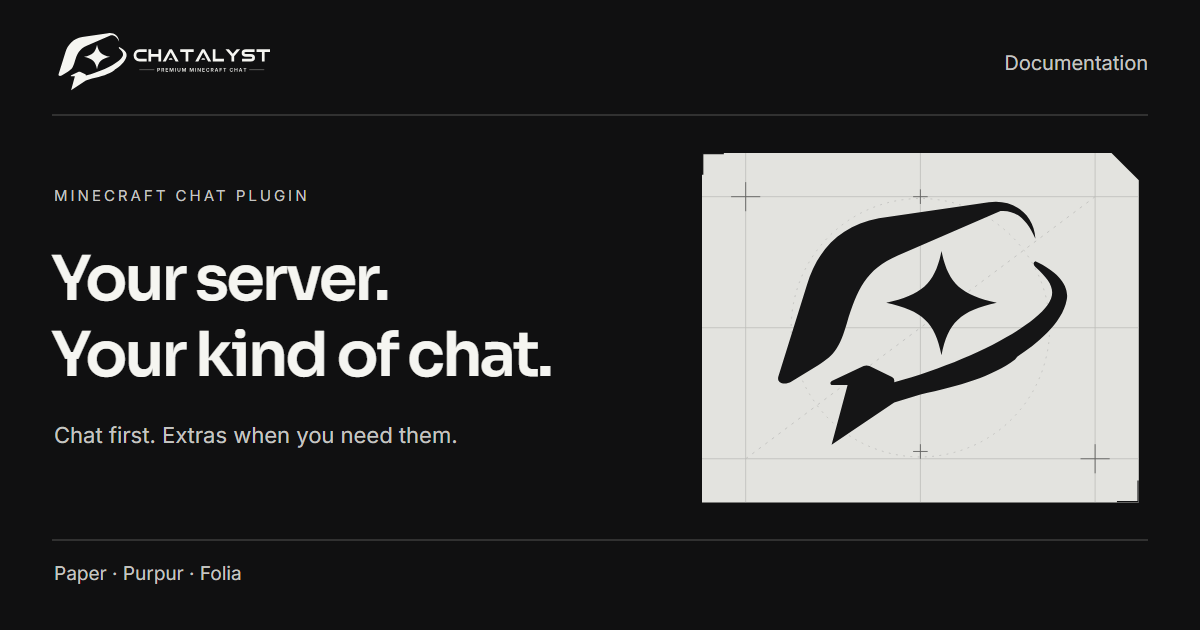 CHATALYST
PREMIUM MINECRAFT CHAT
Documentation
MINECRAFT CHAT PLUGIN
Your server.
Your kind of chat.
Chat first. Extras when you need them.
Paper · Purpur · Folia